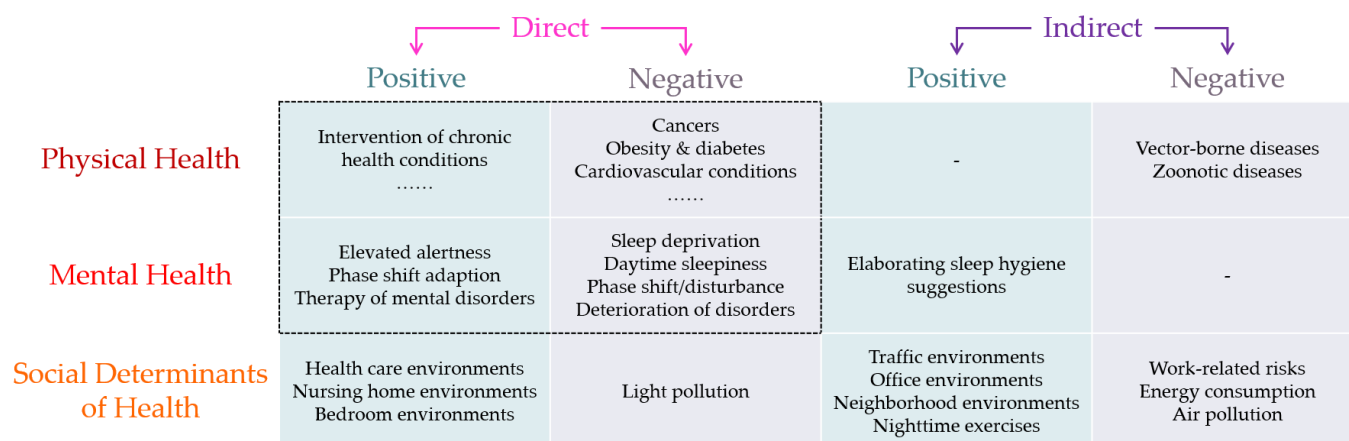 Direct
Indirect
Positive
Negative
Positive
Negative
Physical Health
Intervention of chronic
health conditions
......
Cancers
Obesity & diabetes
Cardiovascular conditions
......
-
Vector-borne diseases
Zoonotic diseases
Mental Health
Elevated alertness
Phase shift adaption
Therapy of mental disorders
Sleep deprivation
Daytime sleepiness
Phase shift/disturbance
Deterioration of disorders
Elaborating sleep hygiene
suggestions
-
Social Determinants
of Health
Health care environments
Nursing home environments
Bedroom environments
Light pollution
Traffic environments
Office environments
Neighborhood environments
Nighttime exercises
Work-related risks
Energy consumption
Air pollution